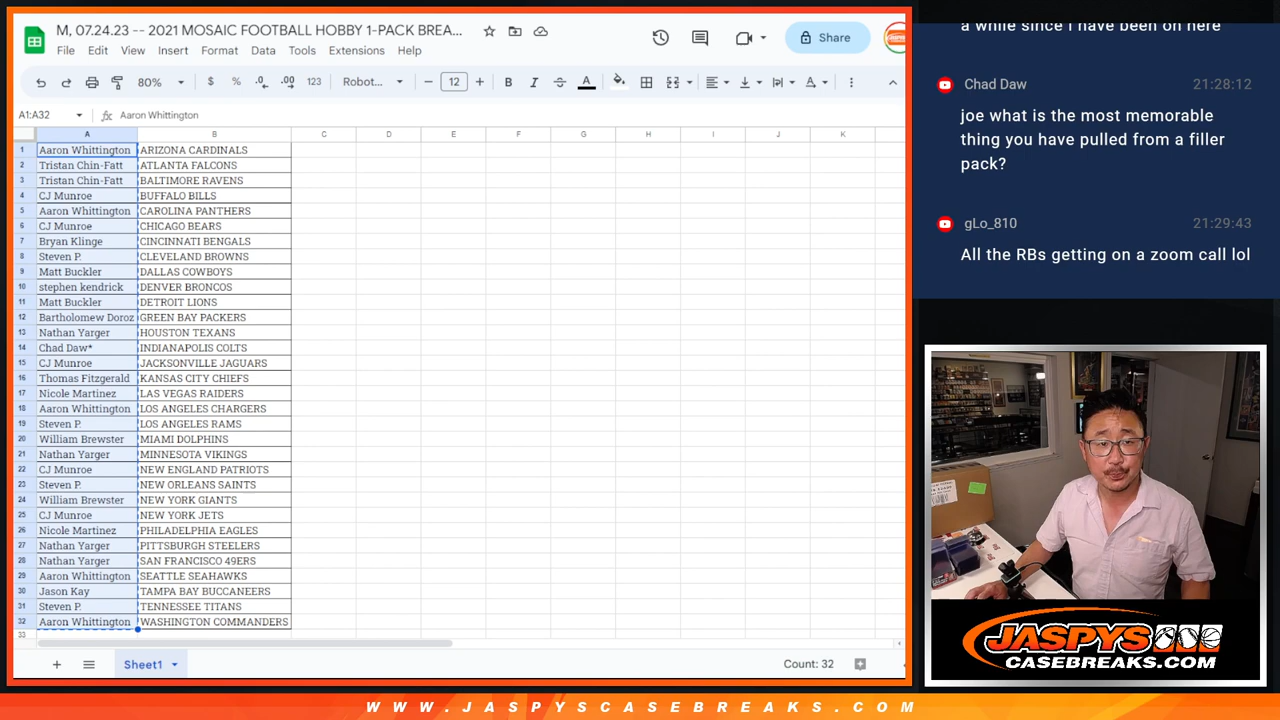 M, 07.24.23 -- 2021 MOSAIC FOOTBALL HOBBY 1-PACK BREA...
File Edit View Insert Format Data Tools Extensions Help
Share
80% $ % .0 .00 123 Robot... − 12 + B I A
A1:A32 fx Aaron Whittington
A B C D E F G H I J K
1 Aaron Whittington ARIZONA CARDINALS
2 Tristan Chin-Fatt ATLANTA FALCONS
3 Tristan Chin-Fatt BALTIMORE RAVENS
4 CJ Munroe BUFFALO BILLS
5 Aaron Whittington CAROLINA PANTHERS
6 CJ Munroe CHICAGO BEARS
7 Bryan Klinge CINCINNATI BENGALS
8 Steven P. CLEVELAND BROWNS
9 Matt Buckler DALLAS COWBOYS
10 stephen kendrick DENVER BRONCOS
11 Matt Buckler DETROIT LIONS
12 Bartholomew Doroz GREEN BAY PACKERS
13 Nathan Yarger HOUSTON TEXANS
14 Chad Daw* INDIANAPOLIS COLTS
15 CJ Munroe JACKSONVILLE JAGUARS
16 Thomas Fitzgerald KANSAS CITY CHIEFS
17 Nicole Martinez LAS VEGAS RAIDERS
18 Aaron Whittington LOS ANGELES CHARGERS
19 Steven P. LOS ANGELES RAMS
20 William Brewster MIAMI DOLPHINS
21 Nathan Yarger MINNESOTA VIKINGS
22 CJ Munroe NEW ENGLAND PATRIOTS
23 Steven P. NEW ORLEANS SAINTS
24 William Brewster NEW YORK GIANTS
25 CJ Munroe NEW YORK JETS
26 Nicole Martinez PHILADELPHIA EAGLES
27 Nathan Yarger PITTSBURGH STEELERS
28 Nathan Yarger SAN FRANCISCO 49ERS
29 Aaron Whittington SEATTLE SEAHAWKS
30 Jason Kay TAMPA BAY BUCCANEERS
31 Steven P. TENNESSEE TITANS
32 Aaron Whittington WASHINGTON COMMANDERS
33
Sheet1
Count: 32
a while since I have been on here
Chad Daw 21:28:12
joe what is the most memorable
thing you have pulled from a filler
pack?
gLo_810 21:29:43
All the RBs getting on a zoom call lol
JASPYS
CASEBREAKS.COM
WWW.JASPYSCASEBREAKS.COM